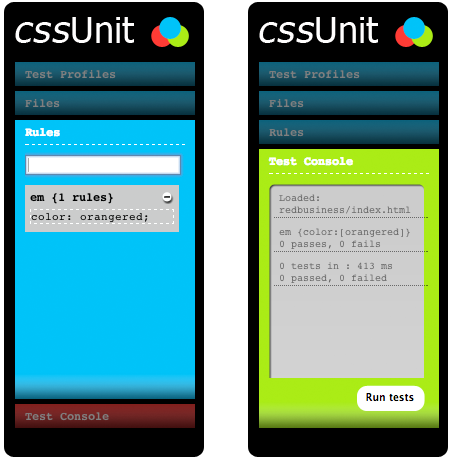 cssUnit
Test Profiles
Files
Rules
em {1 rules}
color: orangered;
Test Console
cssUnit
Test Profiles
Files
Rules
Test Console
Loaded:
redbusiness/index.html
em {color:[orangered]}
0 passes, 0 fails
0 tests in : 413 ms
0 passed, 0 failed
Run tests